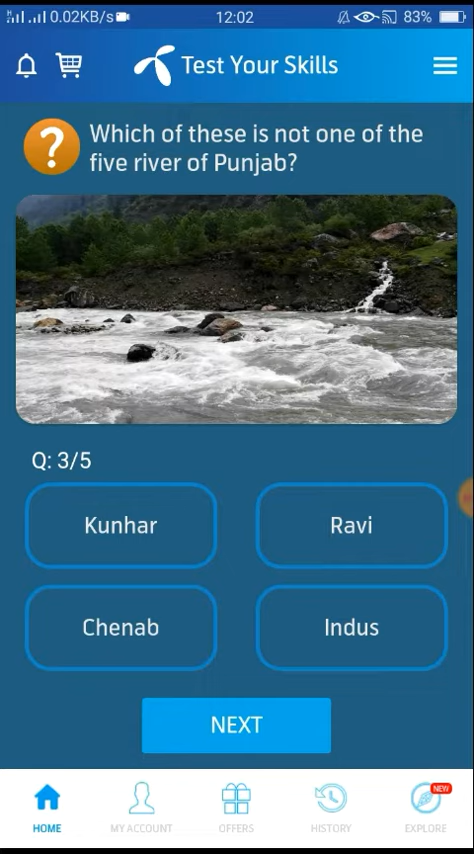 0.02KB/s 12:02 83%
Test Your Skills
?
Which of these is not one of the
five river of Punjab?
Q: 3/5
Kunhar Ravi
Chenab Indus
NEXT
NEW
HOME MY ACCOUNT OFFERS HISTORY EXPLORE